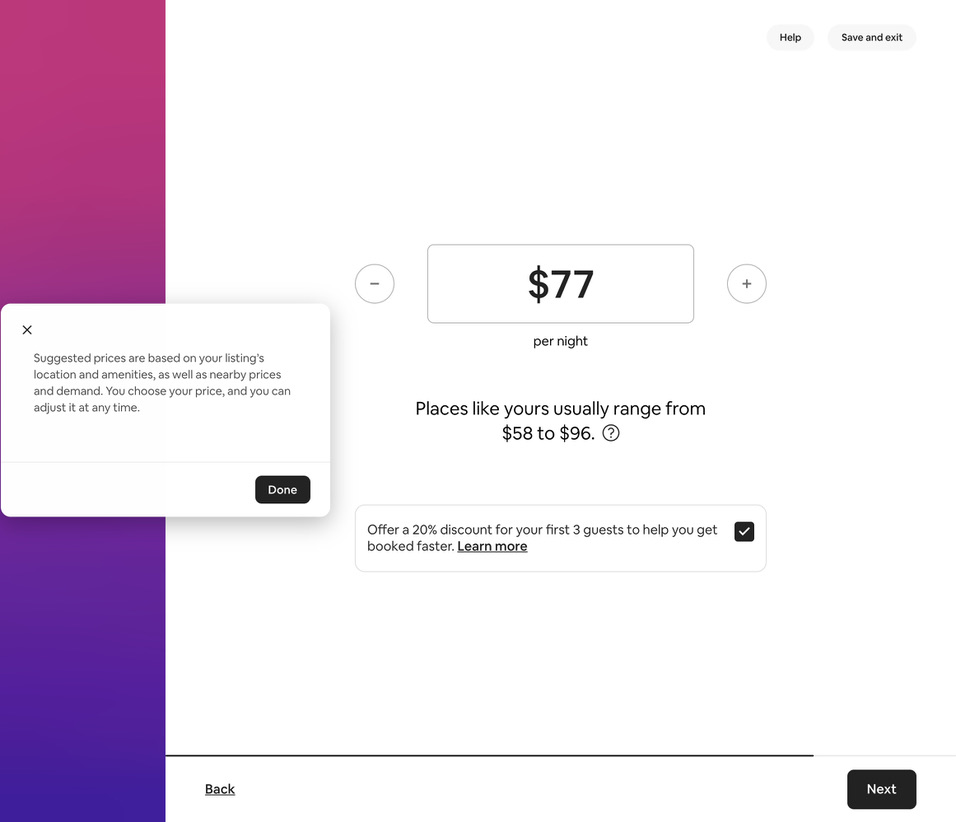 Help
Save and exit
−
$77
+
per night
Suggested prices are based on your listing’s
location and amenities, as well as nearby prices
and demand. You choose your price, and you can
adjust it at any time.
Done
Places like yours usually range from
$58 to $96. ?
Offer a 20% discount for your first 3 guests to help you get
booked faster. Learn more
Back
Next